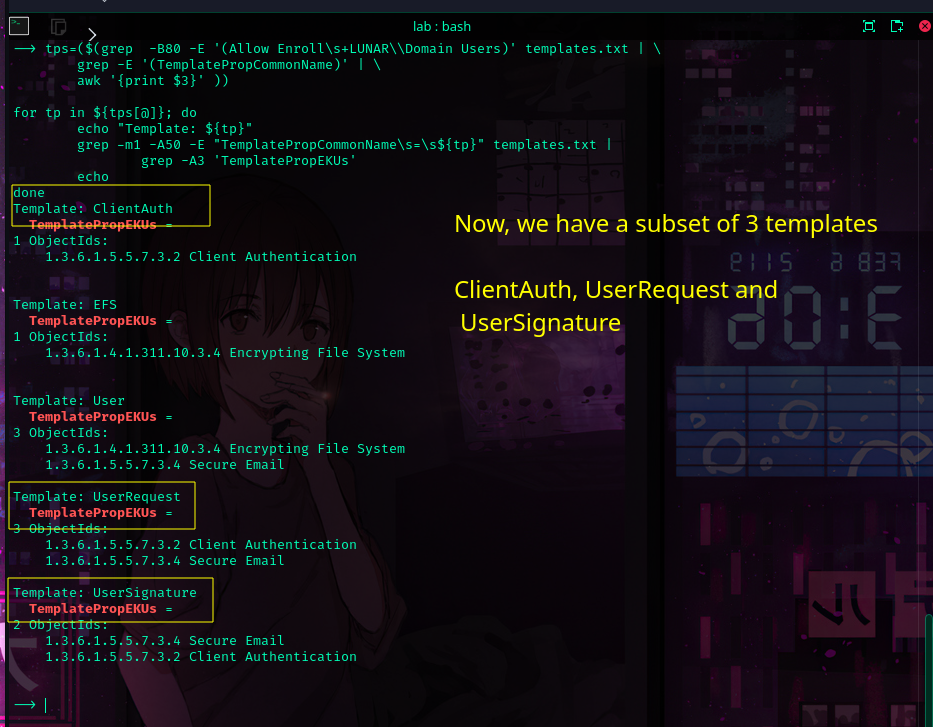 lab : bash
tps=($(grep  -B80 -E '(Allow Enroll\s+LUNAR\\Domain Users)' templates.txt | \
grep -E '(TemplatePropCommonName)' | \
awk '{print $3}' ))
for tp in ${tps[@]}; do
echo "Template: ${tp}"
grep -m1 -A50 -E "TemplatePropCommonName\s=\s${tp}" templates.txt |
grep -A3 'TemplatePropEKUs'
echo
done
Template: ClientAuth
TemplatePropEKUs =
1 ObjectIds:
1.3.6.1.5.5.7.3.2 Client Authentication
Template: EFS
TemplatePropEKUs =
1 ObjectIds:
1.3.6.1.4.1.311.10.3.4 Encrypting File System
Template: User
TemplatePropEKUs =
3 ObjectIds:
1.3.6.1.4.1.311.10.3.4 Encrypting File System
1.3.6.1.5.5.7.3.4 Secure Email
Template: UserRequest
TemplatePropEKUs =
3 ObjectIds:
1.3.6.1.5.5.7.3.2 Client Authentication
1.3.6.1.5.5.7.3.4 Secure Email
Template: UserSignature
TemplatePropEKUs =
2 ObjectIds:
1.3.6.1.5.5.7.3.4 Secure Email
1.3.6.1.5.5.7.3.2 Client Authentication
Now, we have a subset of 3 templates
ClientAuth, UserRequest and
UserSignature